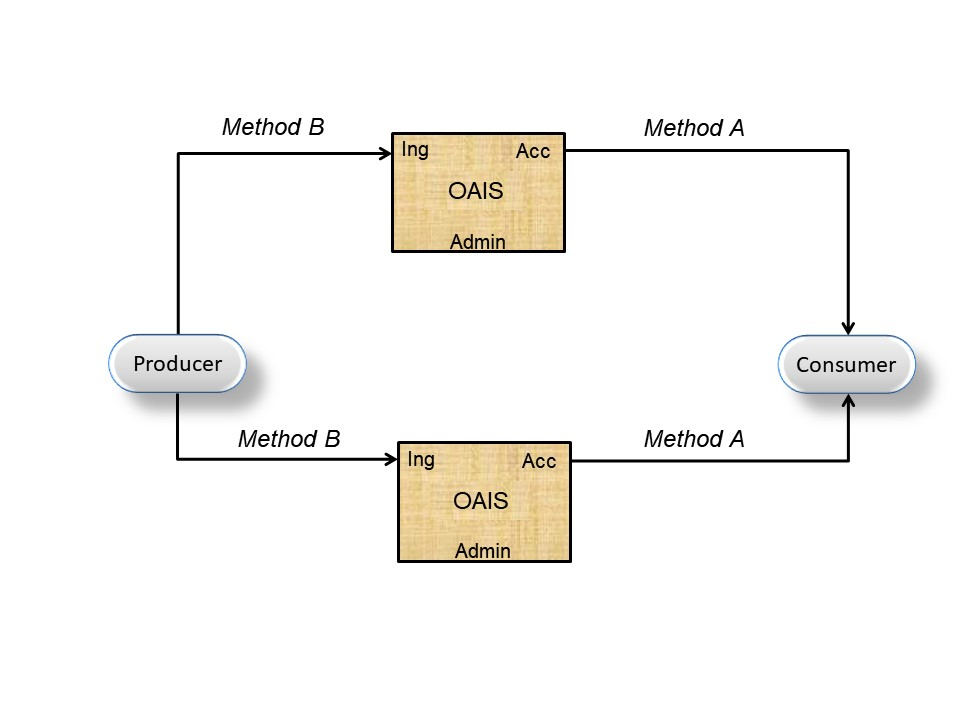 Method B
Method A
Ing
Acc
OAIS
Admin
Producer
Consumer
Method B
Method A
Ing
Acc
OAIS
Admin